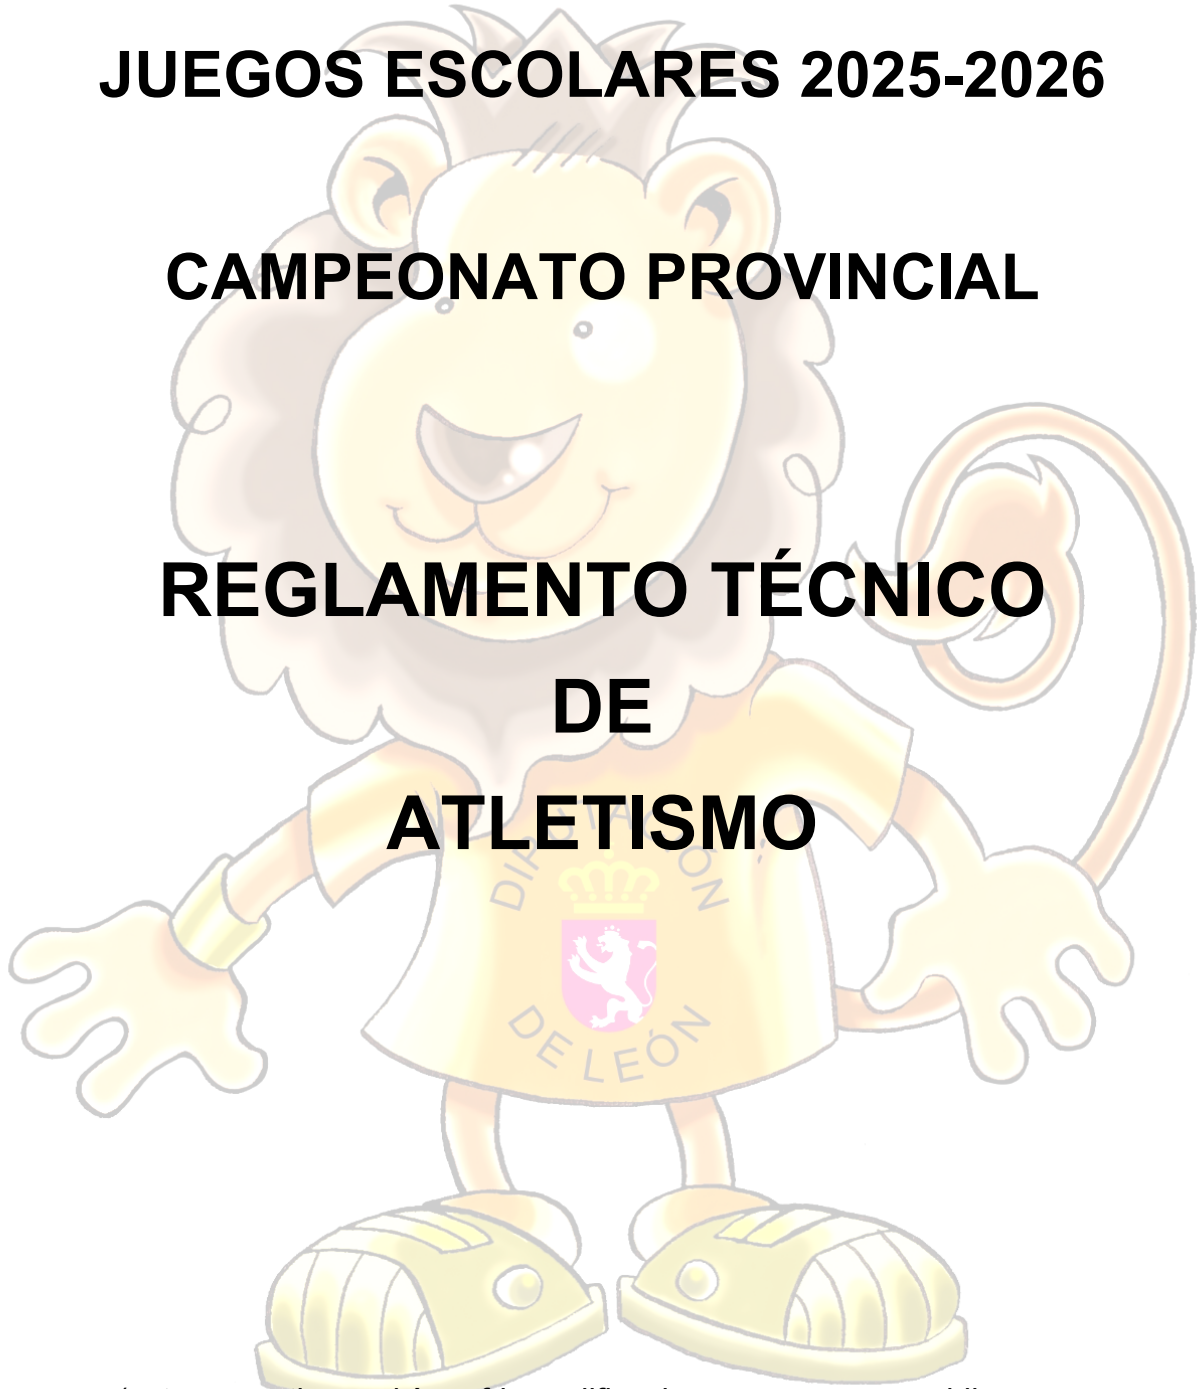 JUEGOS ESCOLARES 2025-2026
CAMPEONATO PROVINCIAL
REGLAMENTO TÉCNICO
DE
ATLETISMO
DIPUTACIÓN
DE LEÓN